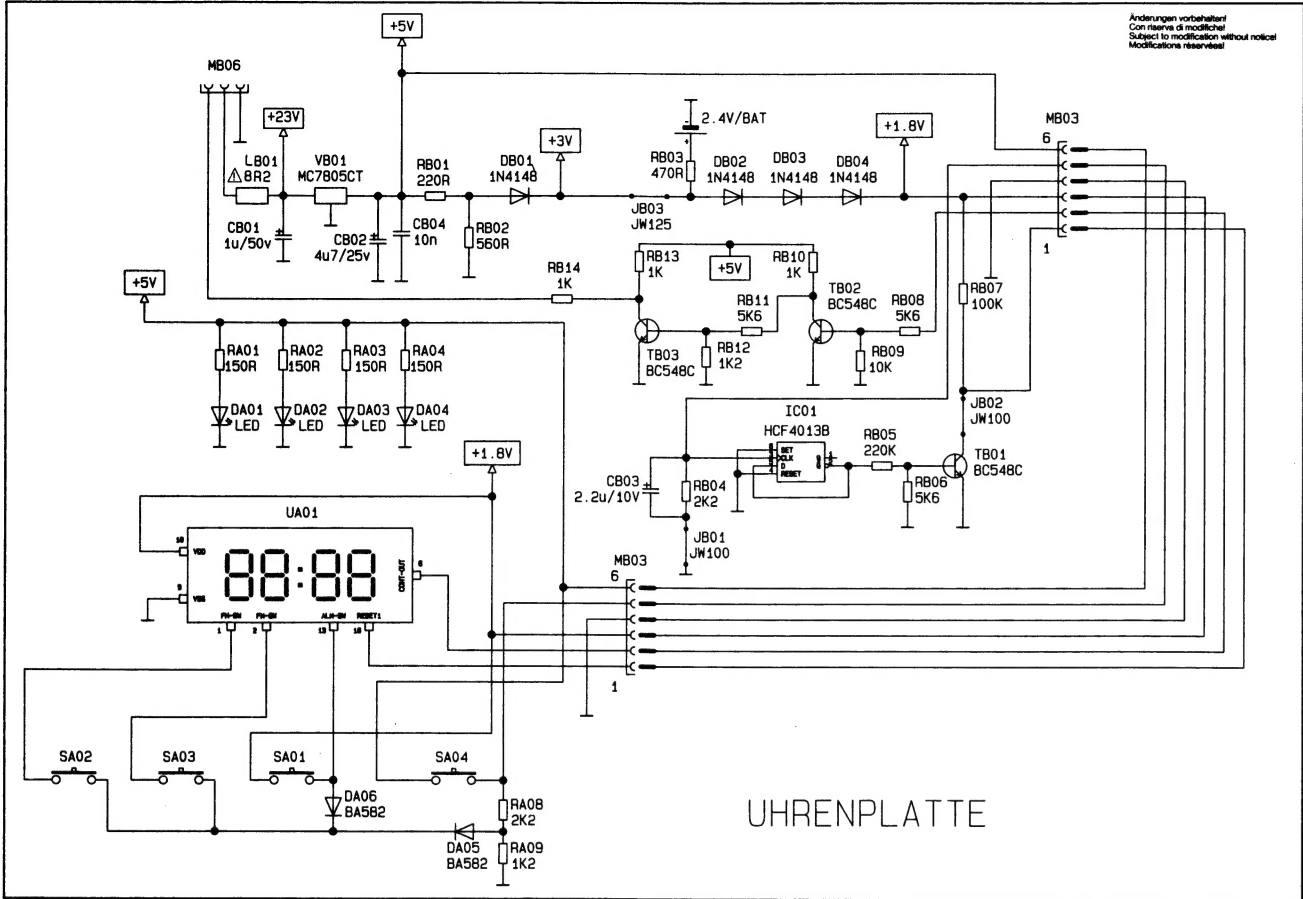 Änderungen vorbehalten!
Con riserva di modifiche!
Subject to modification without notice!
Modifications réservées!
+5V
MB06
+23V
LB01
8R2
VB01
MC7805CT
RB01
220R
DB01
1N4148
+3V
2.4V/BAT
RB03
470R
DB02
1N4148
DB03
1N4148
DB04
1N4148
+1.8V
MB03
6
1
CB01
1u/50v
CB02
4u7/25v
CB04
10n
RB02
560R
JB03
JW125
+5V
RB14
1K
RB13
1K
+5V
RB10
1K
TB02
BC548C
RB11
5K6
RB08
5K6
RB07
100K
RB12
1K2
TB03
BC548C
RB09
10K
RA01
150R
RA02
150R
RA03
150R
RA04
150R
DA01
LED
DA02
LED
DA03
LED
DA04
LED
JB02
JW100
IC01
HCF4013B
SET
CLK
D
RESET
RB05
220K
TB01
BC548C
RB06
5K6
+1.8V
CB03
2.2u/10V
RB04
2K2
JB01
JW100
UA01
VDD
VSS
88:88
CONT-OUT
ALM-SW
RESET1
1
2
13
MB03
6
1
SA02
SA03
SA01
SA04
DA06
BA582
RA08
2K2
DA05
BA582
RA09
1K2
UHRENPLATTE